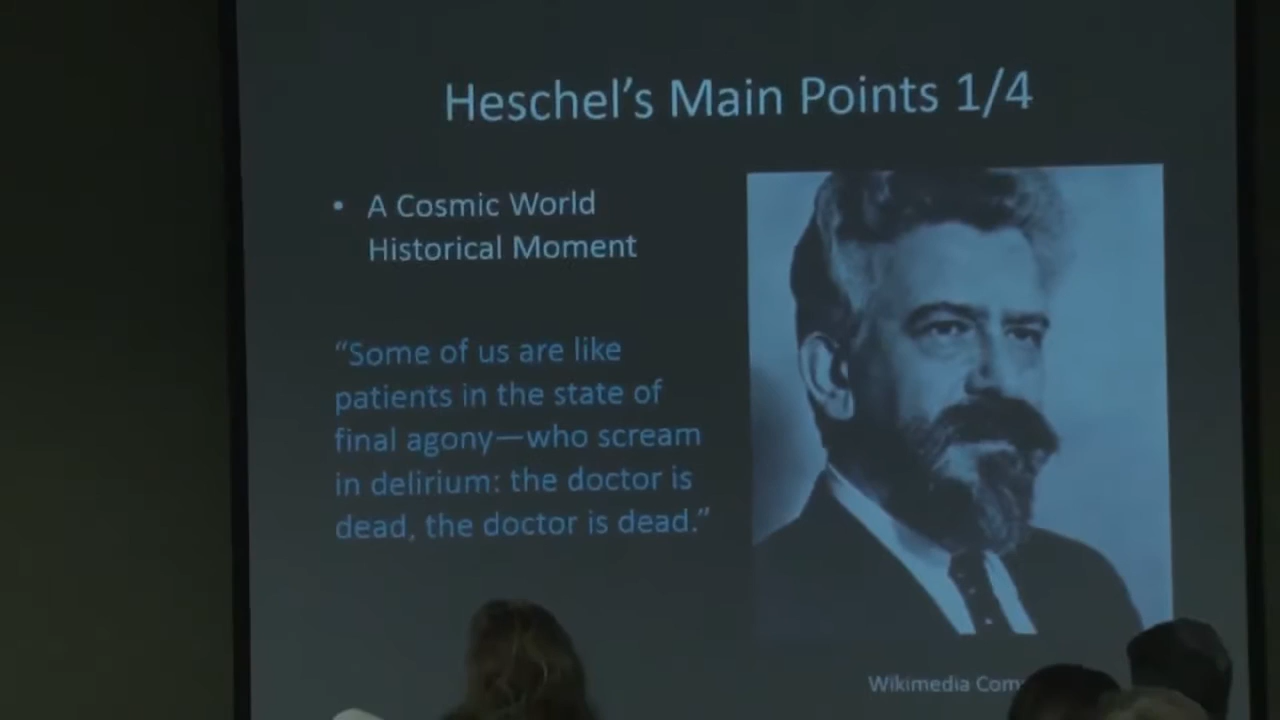 Heschel's Main Points 1/4
• A Cosmic World
Historical Moment
“Some of us are like
patients in the state of
final agony—who scream
in delirium: the doctor is
dead, the doctor is dead.”
Wikimedia